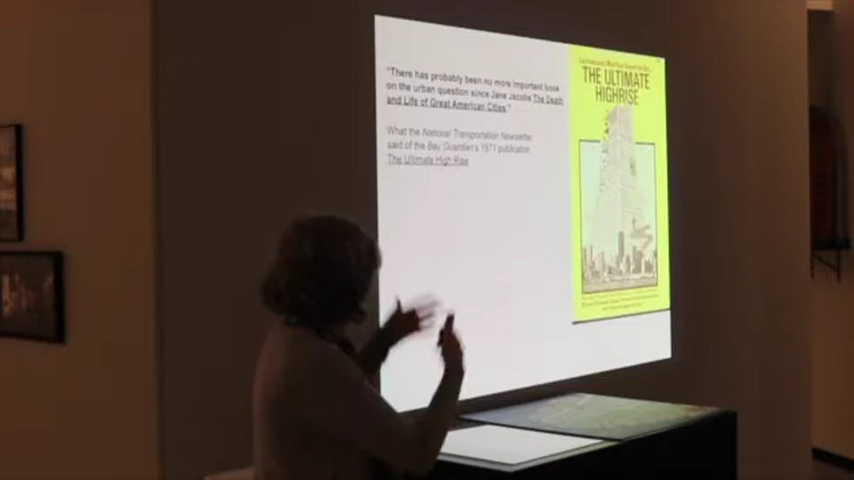 "There has probably been no more important book
on the urban question since Jane Jacobs The Death
and Life of Great American Cities."
What the National Transportation Newsletter
said of the Bay Guardian's 1971 publication
The Ultimate High Rise
THE ULTIMATE
HIGHRISE